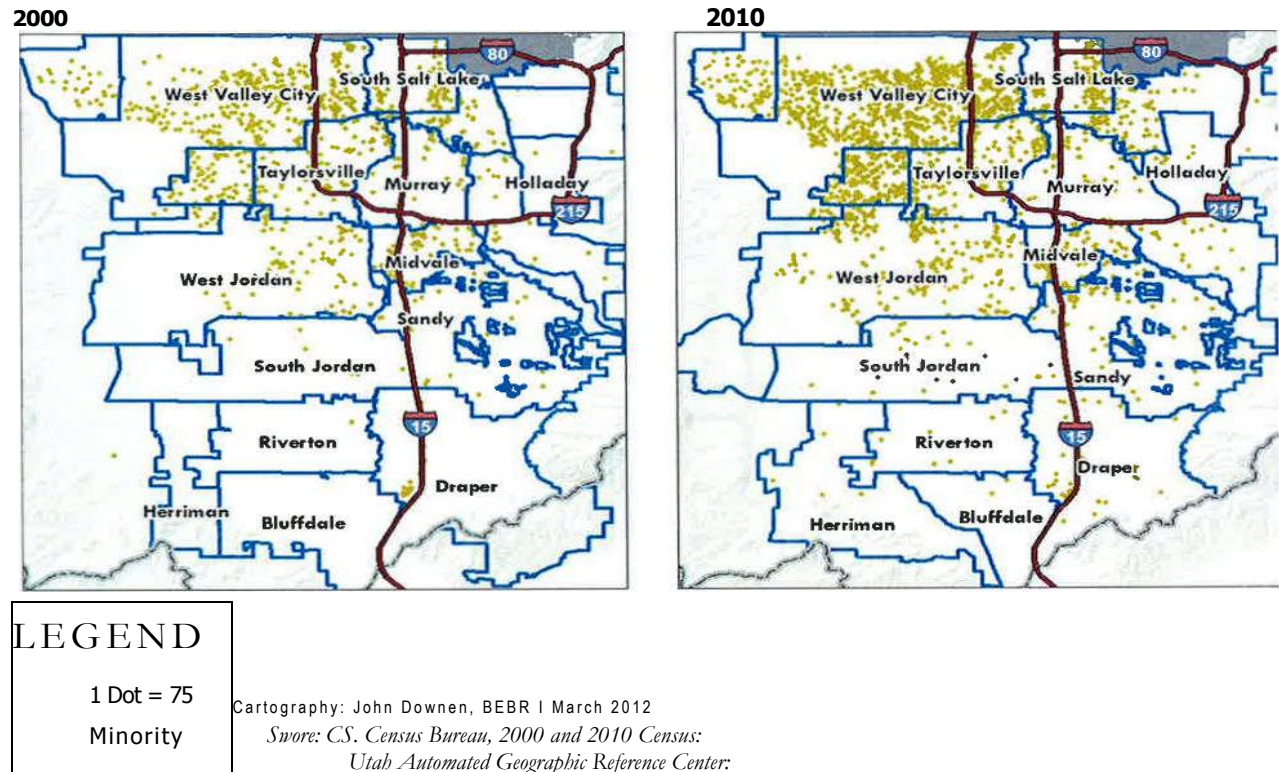 2000
2010
80
South Salt Lake
West Valley City
Taylorsville
Murray
Holladay
215
Midvale
West Jordan
Sandy
South Jordan
15
Riverton
Draper
Herriman
Bluffdale
80
South Salt Lake
West Valley City
Taylorsville
Murray
Holladay
215
Midvale
West Jordan
South Jordan
Sandy
15
Riverton
Draper
Herriman
Bluffdale
LEGEND
1 Dot = 75
Minority
Cartography: John Downen, BEBR I March 2012
Swore: CS. Census Bureau, 2000 and 2010 Census:
Utah Automated Geographic Reference Center: